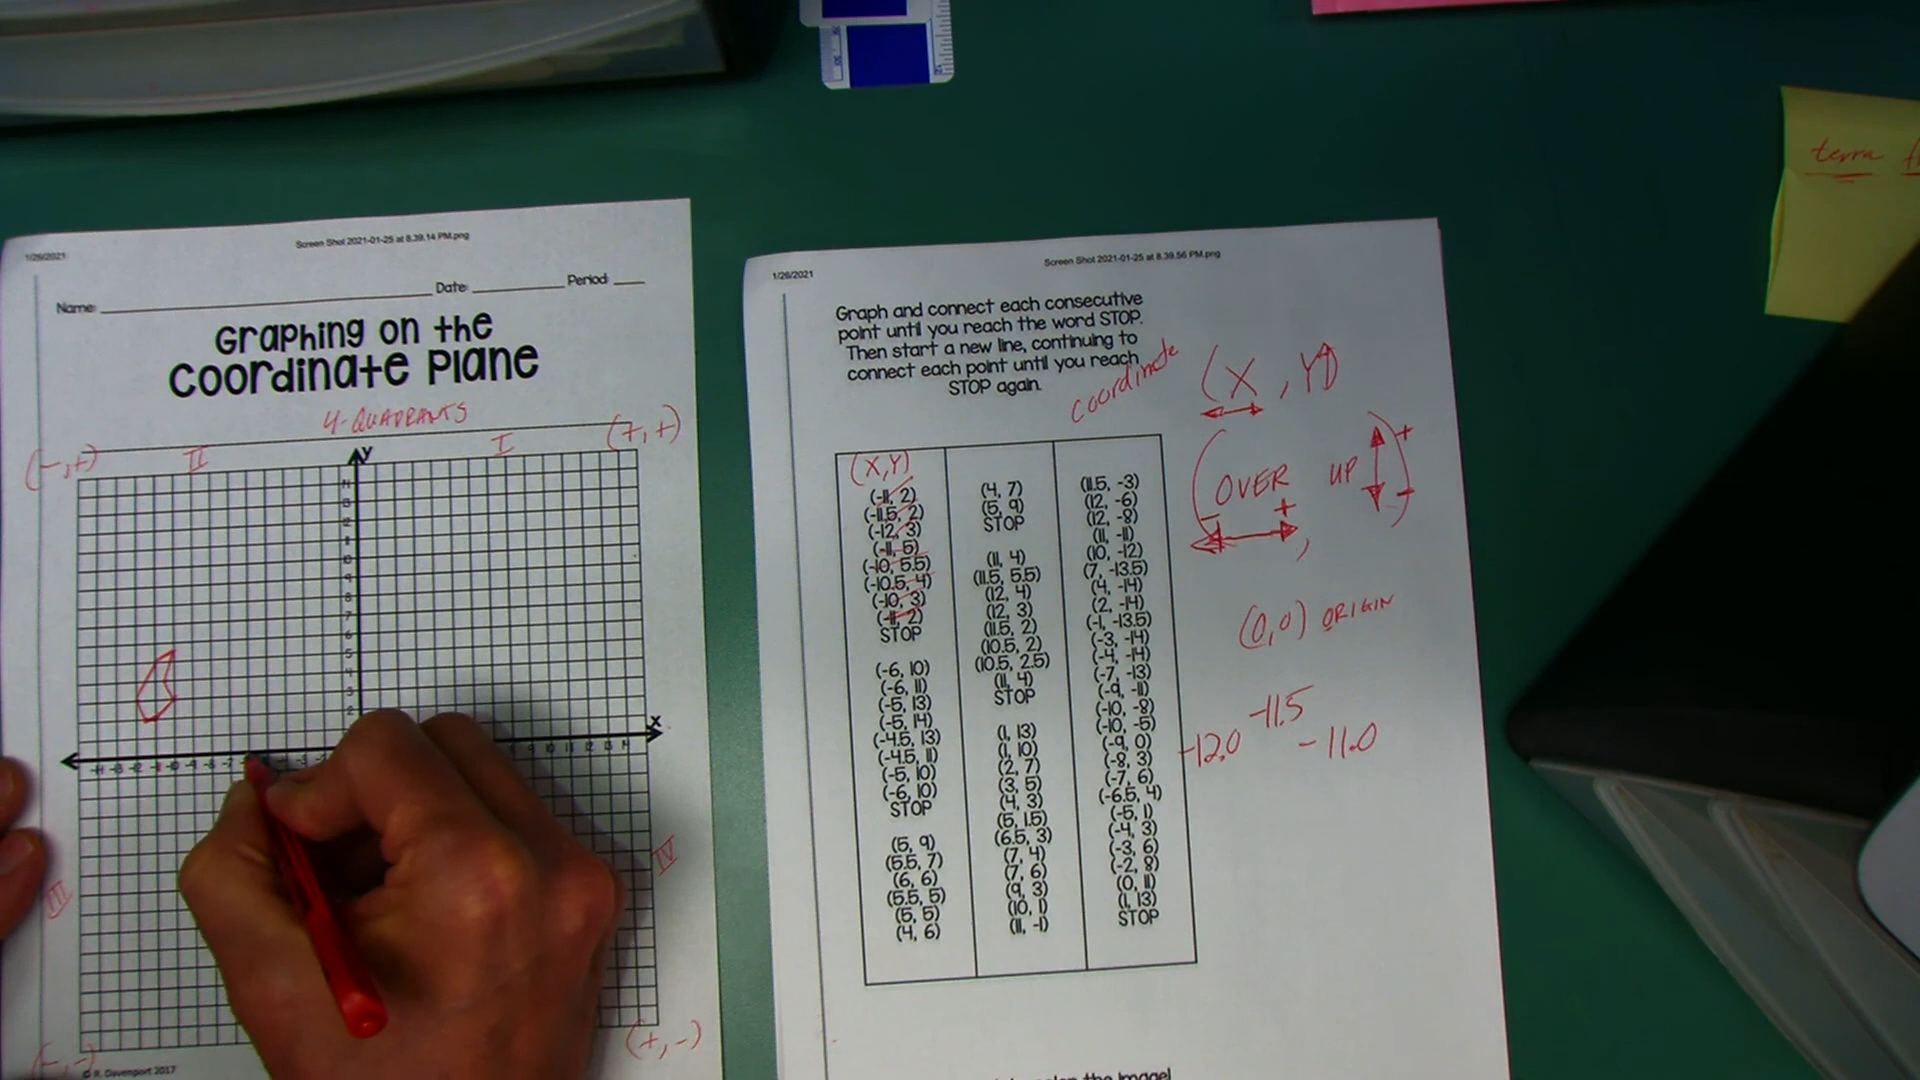 terra
1/26/2021
Screen Shot 2021-01-25 at 8.39.14 PM.png
Name: Date: Period:
Graphing on the
Coordinate Plane
4-QUADRANTS
(-,+) II I (+,+)
Y
X
III
IV
(-,-)
(+,-)
© R. Davenport 2017
1/26/2021
Screen Shot 2021-01-25 at 8.39.56 PM.png
Graph and connect each consecutive
point until you reach the word STOP.
Then start a new line, continuing to
connect each point until you reach
STOP again.
coordinate
(X, Y)
(X,Y)
(-11, 2)
(-11.5, 2)
(-12, 3)
(-11, 5)
(-10, 5.5)
(-10.5, 4)
(-10, 3)
(-11, 2)
STOP
(-6, 10)
(-6, 11)
(-5, 13)
(-5, 14)
(-4.5, 13)
(-4.5, 11)
(-5, 10)
(-6, 10)
STOP
(5, 9)
(5.5, 7)
(6, 6)
(5.5, 5)
(5, 5)
(4, 6)
(4, 7)
(5, 9)
STOP
(11, 4)
(11.5, 5.5)
(12, 4)
(12, 3)
(11.5, 2)
(10.5, 2)
(10.5, 2.5)
(11, 4)
STOP
(1, 13)
(1, 10)
(2, 7)
(3, 5)
(4, 3)
(5, 1.5)
(6.5, 3)
(7, 4)
(7, 6)
(9, 3)
(10, 1)
(11, -1)
(11.5, -3)
(12, -6)
(12, -8)
(11, -11)
(10, -12)
(7, -13.5)
(4, -14)
(2, -14)
(-1, -13.5)
(-3, -14)
(-4, -14)
(-7, -13)
(-9, -11)
(-10, -8)
(-10, -5)
(-9, 0)
(-8, 3)
(-7, 6)
(-6.5, 4)
(-5, 1)
(-4, 3)
(-3, 6)
(-2, 8)
(0, 11)
(1, 13)
STOP
+
(OVER UP)
- + , -
(0,0) ORIGIN
-11.5
-12.0 -11.0
the image!